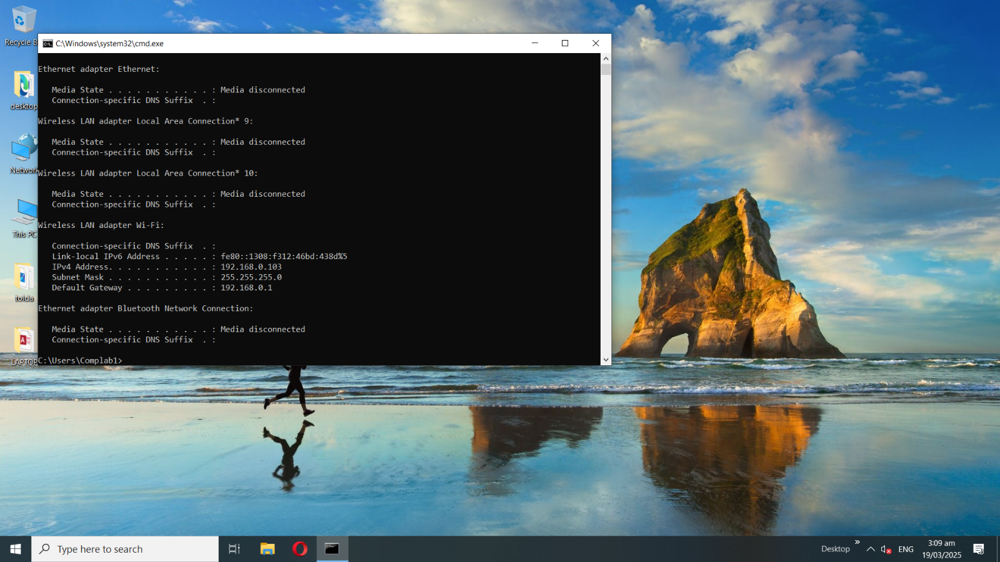 C:\Windows\system32\cmd.exe
Ethernet adapter Ethernet:
Media State . . . . . . . . . . . : Media disconnected
Connection-specific DNS Suffix  . :
Wireless LAN adapter Local Area Connection* 9:
Media State . . . . . . . . . . . : Media disconnected
Connection-specific DNS Suffix  . :
Wireless LAN adapter Local Area Connection* 10:
Media State . . . . . . . . . . . : Media disconnected
Connection-specific DNS Suffix  . :
Wireless LAN adapter Wi-Fi:
Connection-specific DNS Suffix  . :
Link-local IPv6 Address . . . . . : fe80::1308:f312:46bd:438d%5
IPv4 Address. . . . . . . . . . . : 192.168.0.103
Subnet Mask . . . . . . . . . . . : 255.255.255.0
Default Gateway . . . . . . . . . : 192.168.0.1
Ethernet adapter Bluetooth Network Connection:
Media State . . . . . . . . . . . : Media disconnected
Connection-specific DNS Suffix  . :
C:\Users\Complab1>
Recycle B
desktop
Network
This PC
tolda
LAPTOP
Type here to search
Desktop
ENG
3:09 am
19/03/2025